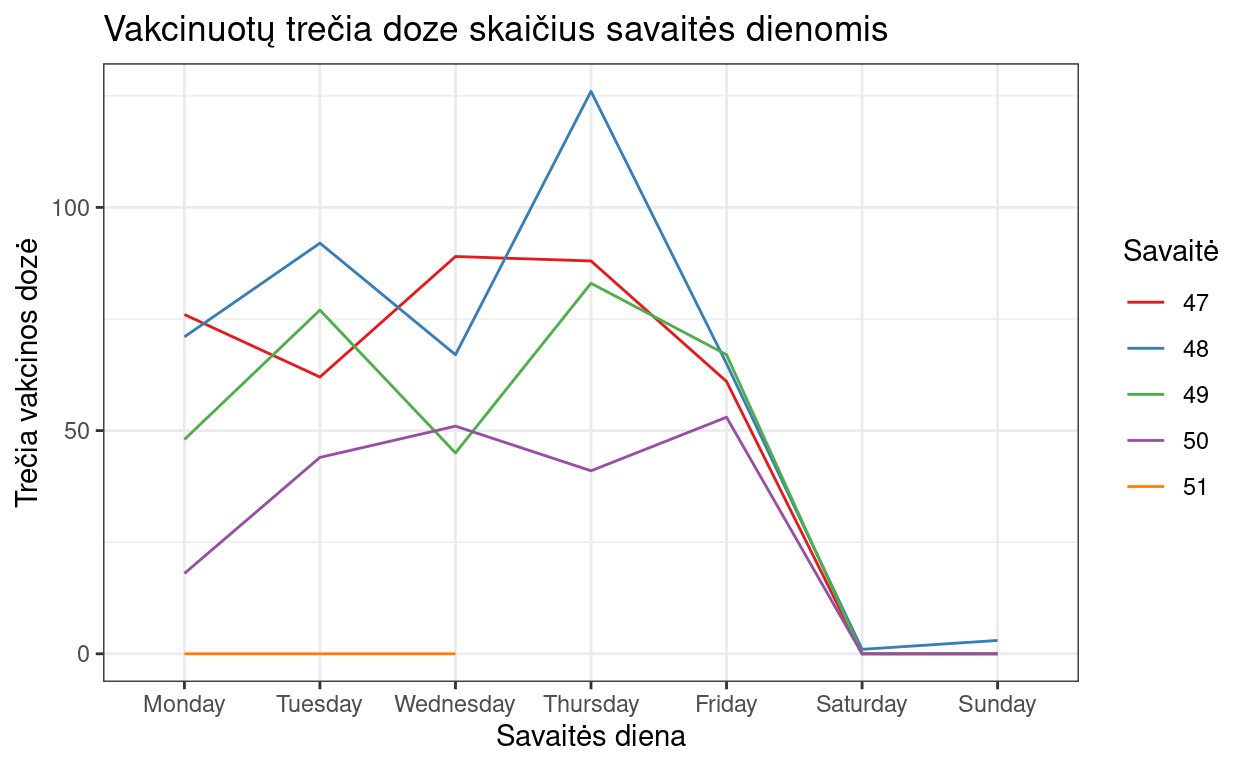 Vakcinuotų trečia doze skaičius savaitės dienomis
Trečia vakcinos dozė
100
50
0
Monday Tuesday Wednesday Thursday Friday Saturday Sunday
Savaitės diena
Savaitė
47
48
49
50
51